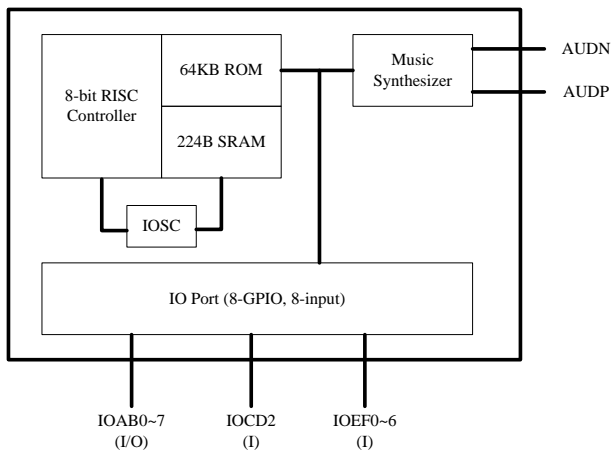 8-bit RISC
Controller
64KB ROM
224B SRAM
Music
Synthesizer
AUDN
AUDP
IOSC
IO Port (8-GPIO, 8-input)
IOAB0~7
(I/O)
IOCD2
(I)
IOEF0~6
(I)